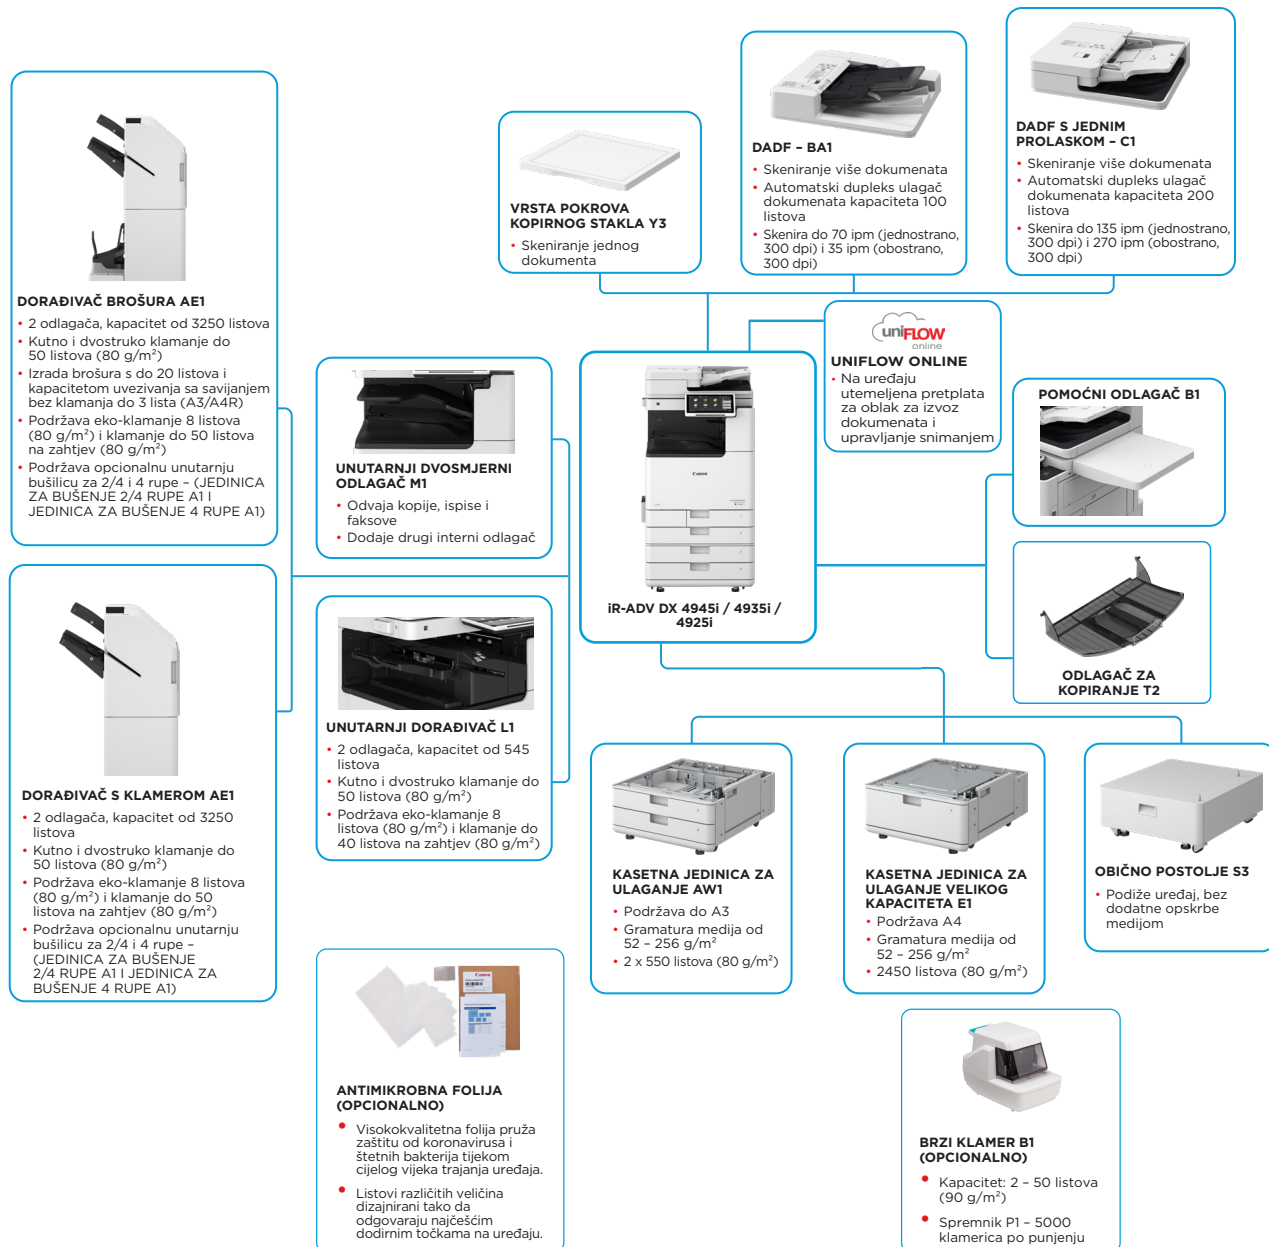 DORAĐIVAČ BROŠURA AE1
• 2 odlagača, kapacitet od 3250 listova
• Kutno i dvostruko klamanje do
50 listova (80 g/m²)
• Izrada brošura s do 20 listova i
kapacitetom uvezivanja sa savijanjem
bez klamanja do 3 lista (A3/A4R)
• Podržava eko-klamanje 8 listova
(80 g/m²) i klamanje do 50 listova
na zahtjev (80 g/m²)
• Podržava opcionalnu unutarnju
bušilicu za 2/4 i 4 rupe – (JEDINICA
ZA BUŠENJE 2/4 RUPE A1 I
JEDINICA ZA BUŠENJE 4 RUPE A1)
DORAĐIVAČ S KLAMEROM AE1
• 2 odlagača, kapacitet od 3250
listova
• Kutno i dvostruko klamanje do
50 listova (80 g/m²)
• Podržava eko-klamanje 8 listova
(80 g/m²) i klamanje do 50
listova na zahtjev (80 g/m²)
• Podržava opcionalnu unutarnju
bušilicu za 2/4 i 4 rupe –
(JEDINICA ZA BUŠENJE
2/4 RUPE A1 I JEDINICA ZA
BUŠENJE 4 RUPE A1)
UNUTARNJI DVOSMJERNI
ODLAGAČ M1
• Odvaja kopije, ispise i
faksove
• Dodaje drugi interni odlagač
UNUTARNJI DORAĐIVAČ L1
• 2 odlagača, kapacitet od 545
listova
• Kutno i dvostruko klamanje do
50 listova (80 g/m²)
• Podržava eko-klamanje 8
listova (80 g/m²) i klamanje do
40 listova na zahtjev (80 g/m²)
Canon
ANTIMIKROBNA FOLIJA
(OPCIONALNO)
• Visokokvalitetna folija pruža
zaštitu od koronavirusa i
štetnih bakterija tijekom
cijelog vijeka trajanja uređaja.
• Listovi različitih veličina
dizajnirani tako da
odgovaraju najčešćim
dodirnim točkama na uređaju.
VRSTA POKROVA
KOPIRNOG STAKLA Y3
• Skeniranje jednog
dokumenta
DADF – BA1
• Skeniranje više dokumenata
• Automatski dupleks ulagač
dokumenata kapaciteta 100
listova
• Skenira do 70 ipm (jednostrano,
300 dpi) i 35 ipm (obostrano,
300 dpi)
DADF S JEDNIM
PROLASKOM – C1
• Skeniranje više dokumenata
• Automatski dupleks ulagač
dokumenata kapaciteta 200
listova
• Skenira do 135 ipm (jednostrano,
300 dpi) i 270 ipm (obostrano,
300 dpi)
uniFLOW
online
UNIFLOW ONLINE
• Na uređaju
utemeljena pretplata
za oblak za izvoz
dokumenata i
upravljanje snimanjem
Canon
iR-ADV DX 4945i / 4935i /
4925i
POMOĆNI ODLAGAČ B1
ODLAGAČ ZA
KOPIRANJE T2
KASETNA JEDINICA ZA
ULAGANJE AW1
• Podržava do A3
• Gramatura medija od
52 – 256 g/m²
• 2 x 550 listova (80 g/m²)
KASETNA JEDINICA ZA
ULAGANJE VELIKOG
KAPACITETA E1
• Podržava A4
• Gramatura medija od
52 – 256 g/m²
• 2450 listova (80 g/m²)
OBIČNO POSTOLJE S3
• Podiže uređaj, bez
dodatne opskrbe
medijom
BRZI KLAMER B1
(OPCIONALNO)
• Kapacitet: 2 – 50 listova
(90 g/m²)
• Spremnik P1 – 5000
klamerica po punjenju